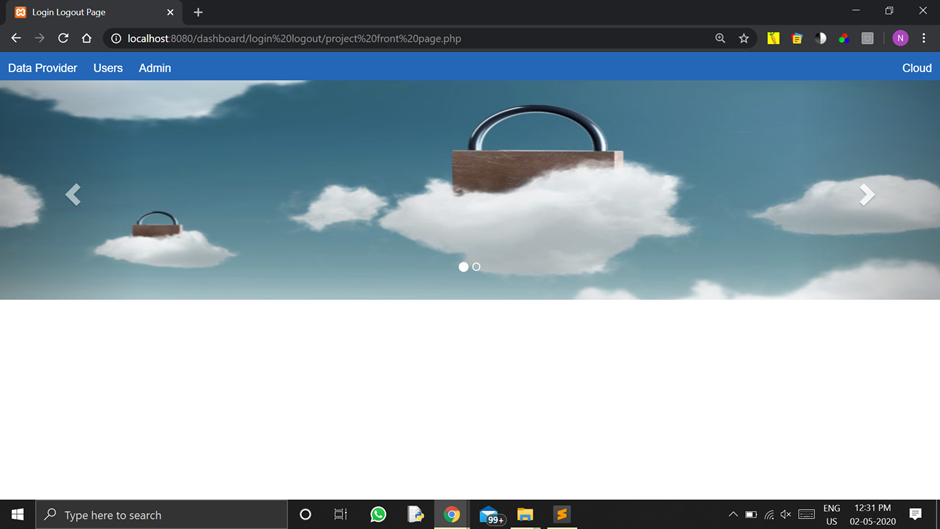 Login Logout Page
localhost:8080/dashboard/login%20logout/project%20front%20page.php
N
Data Provider Users Admin Cloud
Type here to search
99+
ENG 12:31 PM
US 02-05-2020